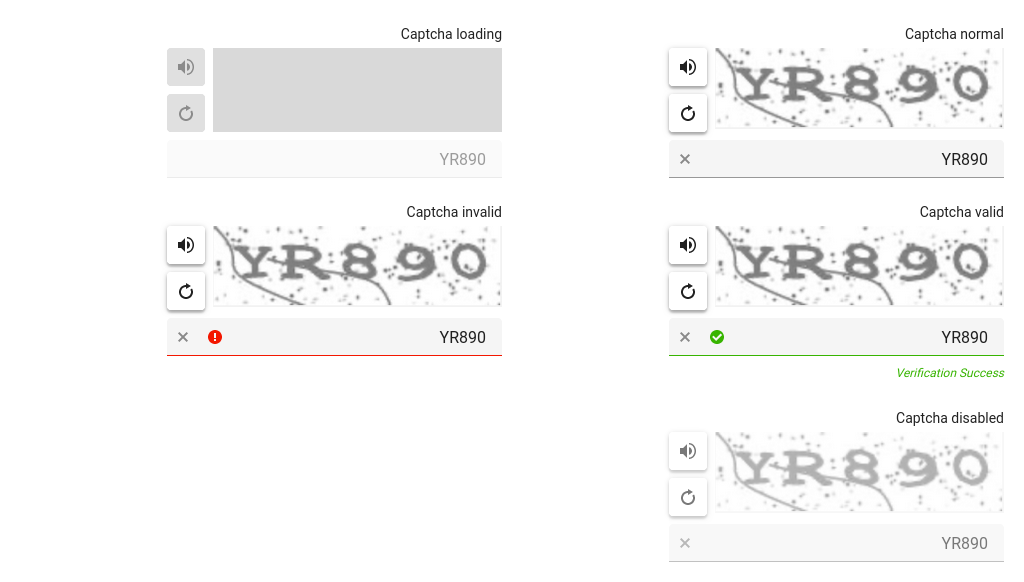 Captcha loading
YR890
Captcha normal
YR890
YR890
Captcha invalid
YR890
YR890
Captcha valid
YR890
YR890
Verification Success
Captcha disabled
YR890
YR890